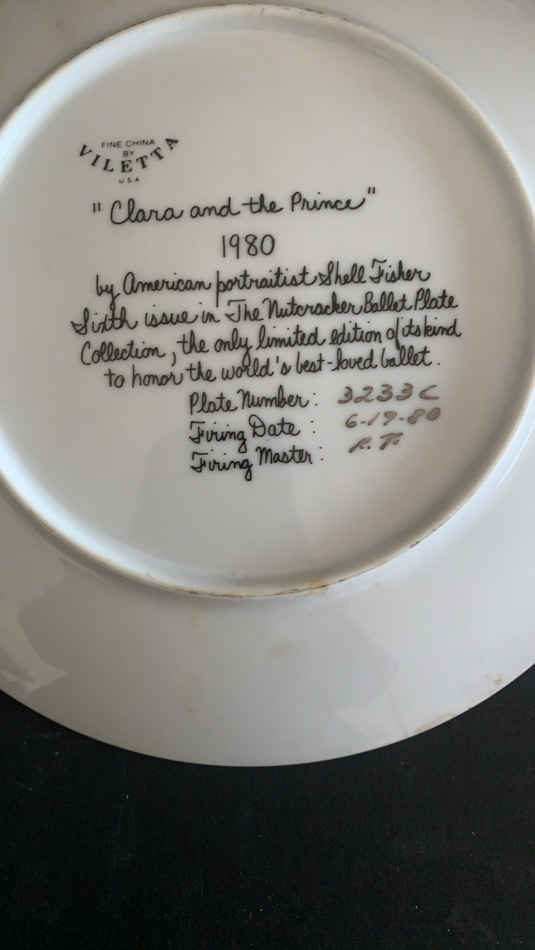 FINE CHINA
BY
VILETTA
U.S.A
"Clara and the Prince"
1980
by American portraitist Shell Fisher
Sixth issue in The Nutcracker Ballet Plate
Collection, the only limited edition of its kind
to honor the world's best-loved ballet.
Plate Number: 3233C
Firing Date : 6-19-80
Firing Master : R.T.